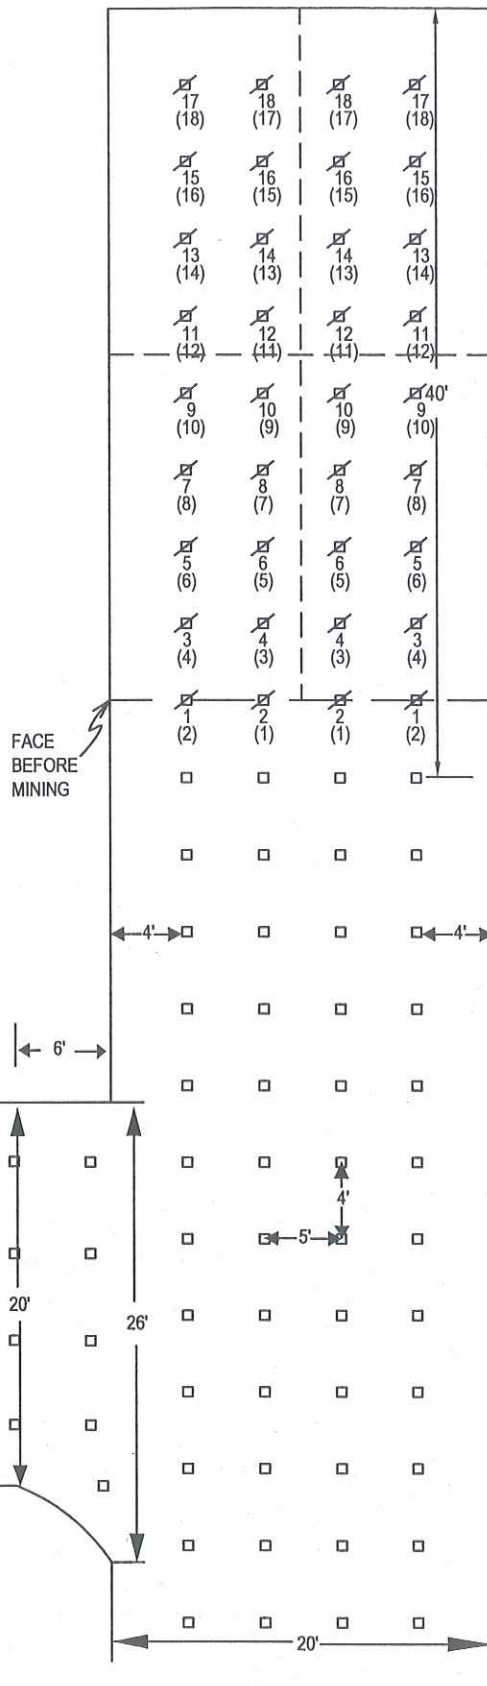 17 18 18 17
(18) (17) (17) (18)
15 16 16 15
(16) (15) (15) (16)
13 14 14 13
(14) (13) (13) (14)
11 12 12 11
(12) (11) (11) (12)
40'
9 10 10 9
(10) (9) (9) (10)
7 8 8 7
(8) (7) (7) (8)
5 6 6 5
(6) (5) (5) (6)
3 4 4 3
(4) (3) (3) (4)
1 2 2 1
(2) (1) (1) (2)
FACE
BEFORE
MINING
4' 4'
6'
4'
5'
20'
26'
20'